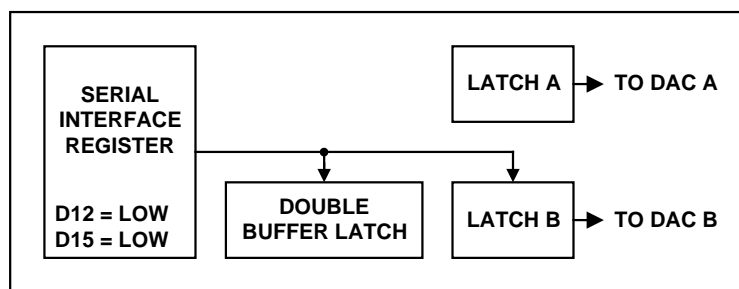 SERIAL
INTERFACE
REGISTER
D12 = LOW
D15 = LOW
DOUBLE
BUFFER LATCH
LATCH A
TO DAC A
LATCH B
TO DAC B